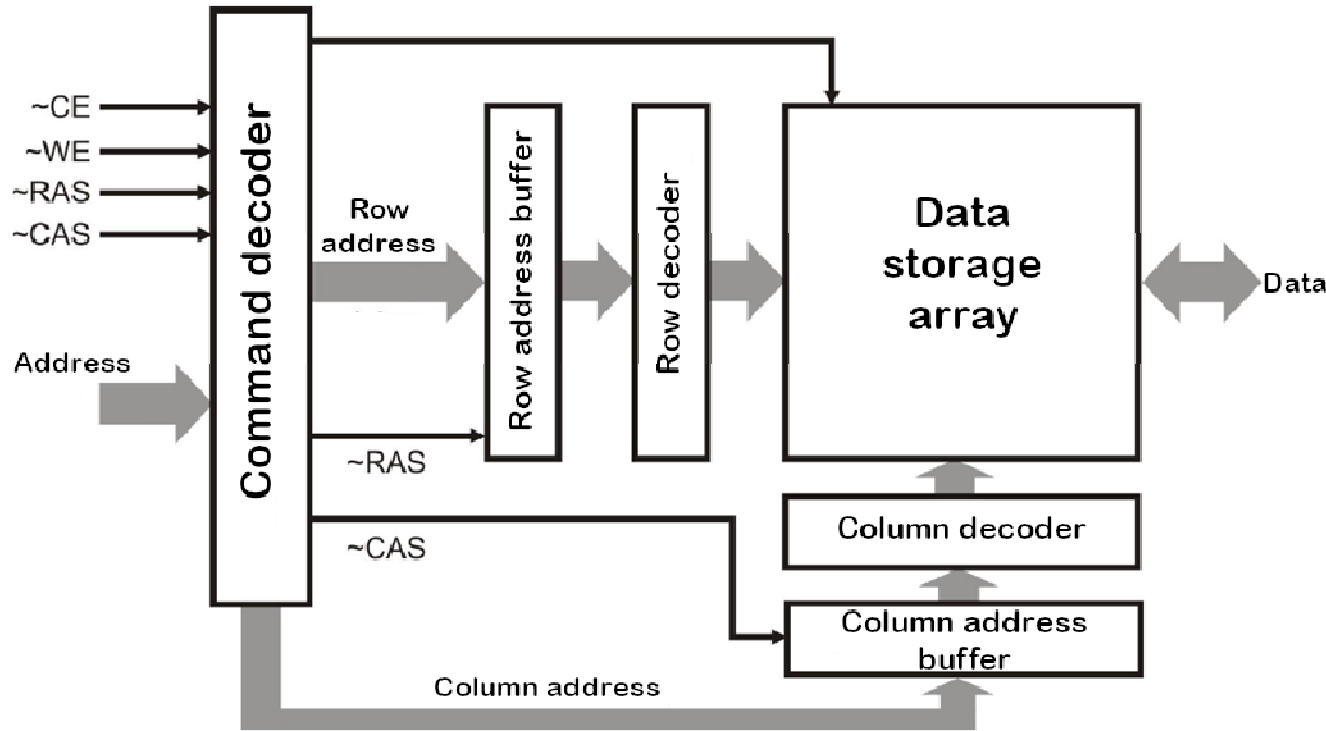 ~CE
~WE
~RAS
~CAS
Address
Command decoder
Row
address
~RAS
~CAS
Row address buffer
Row decoder
Data
storage
array
Data
Column decoder
Column address
buffer
Column address